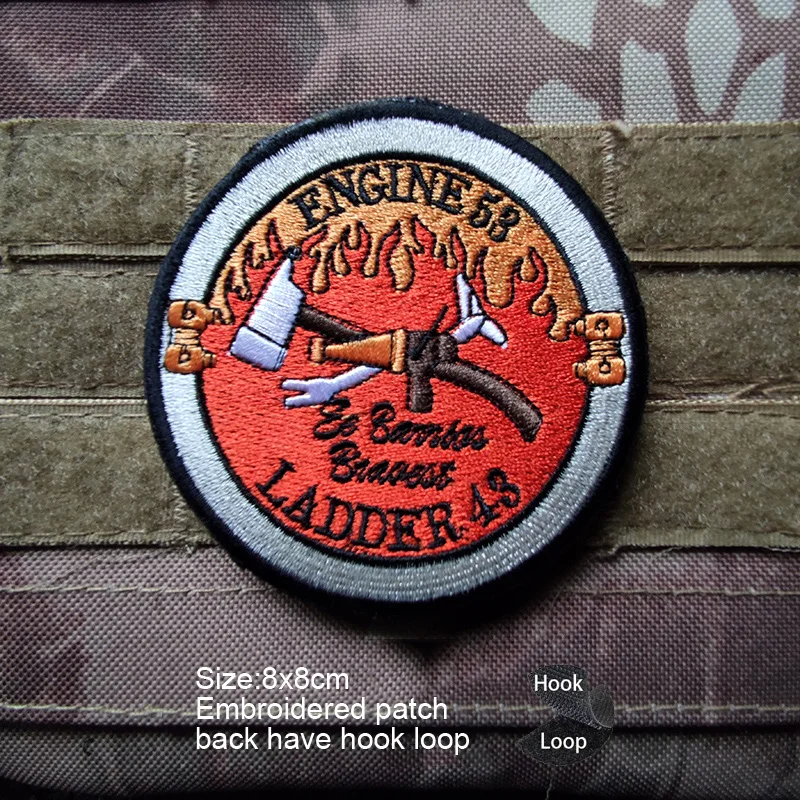 ENGINE 53
El Barrios
Bravest
LADDER 43
Size:8x8cm
Embroidered patch
back have hook loop
Hook
Loop